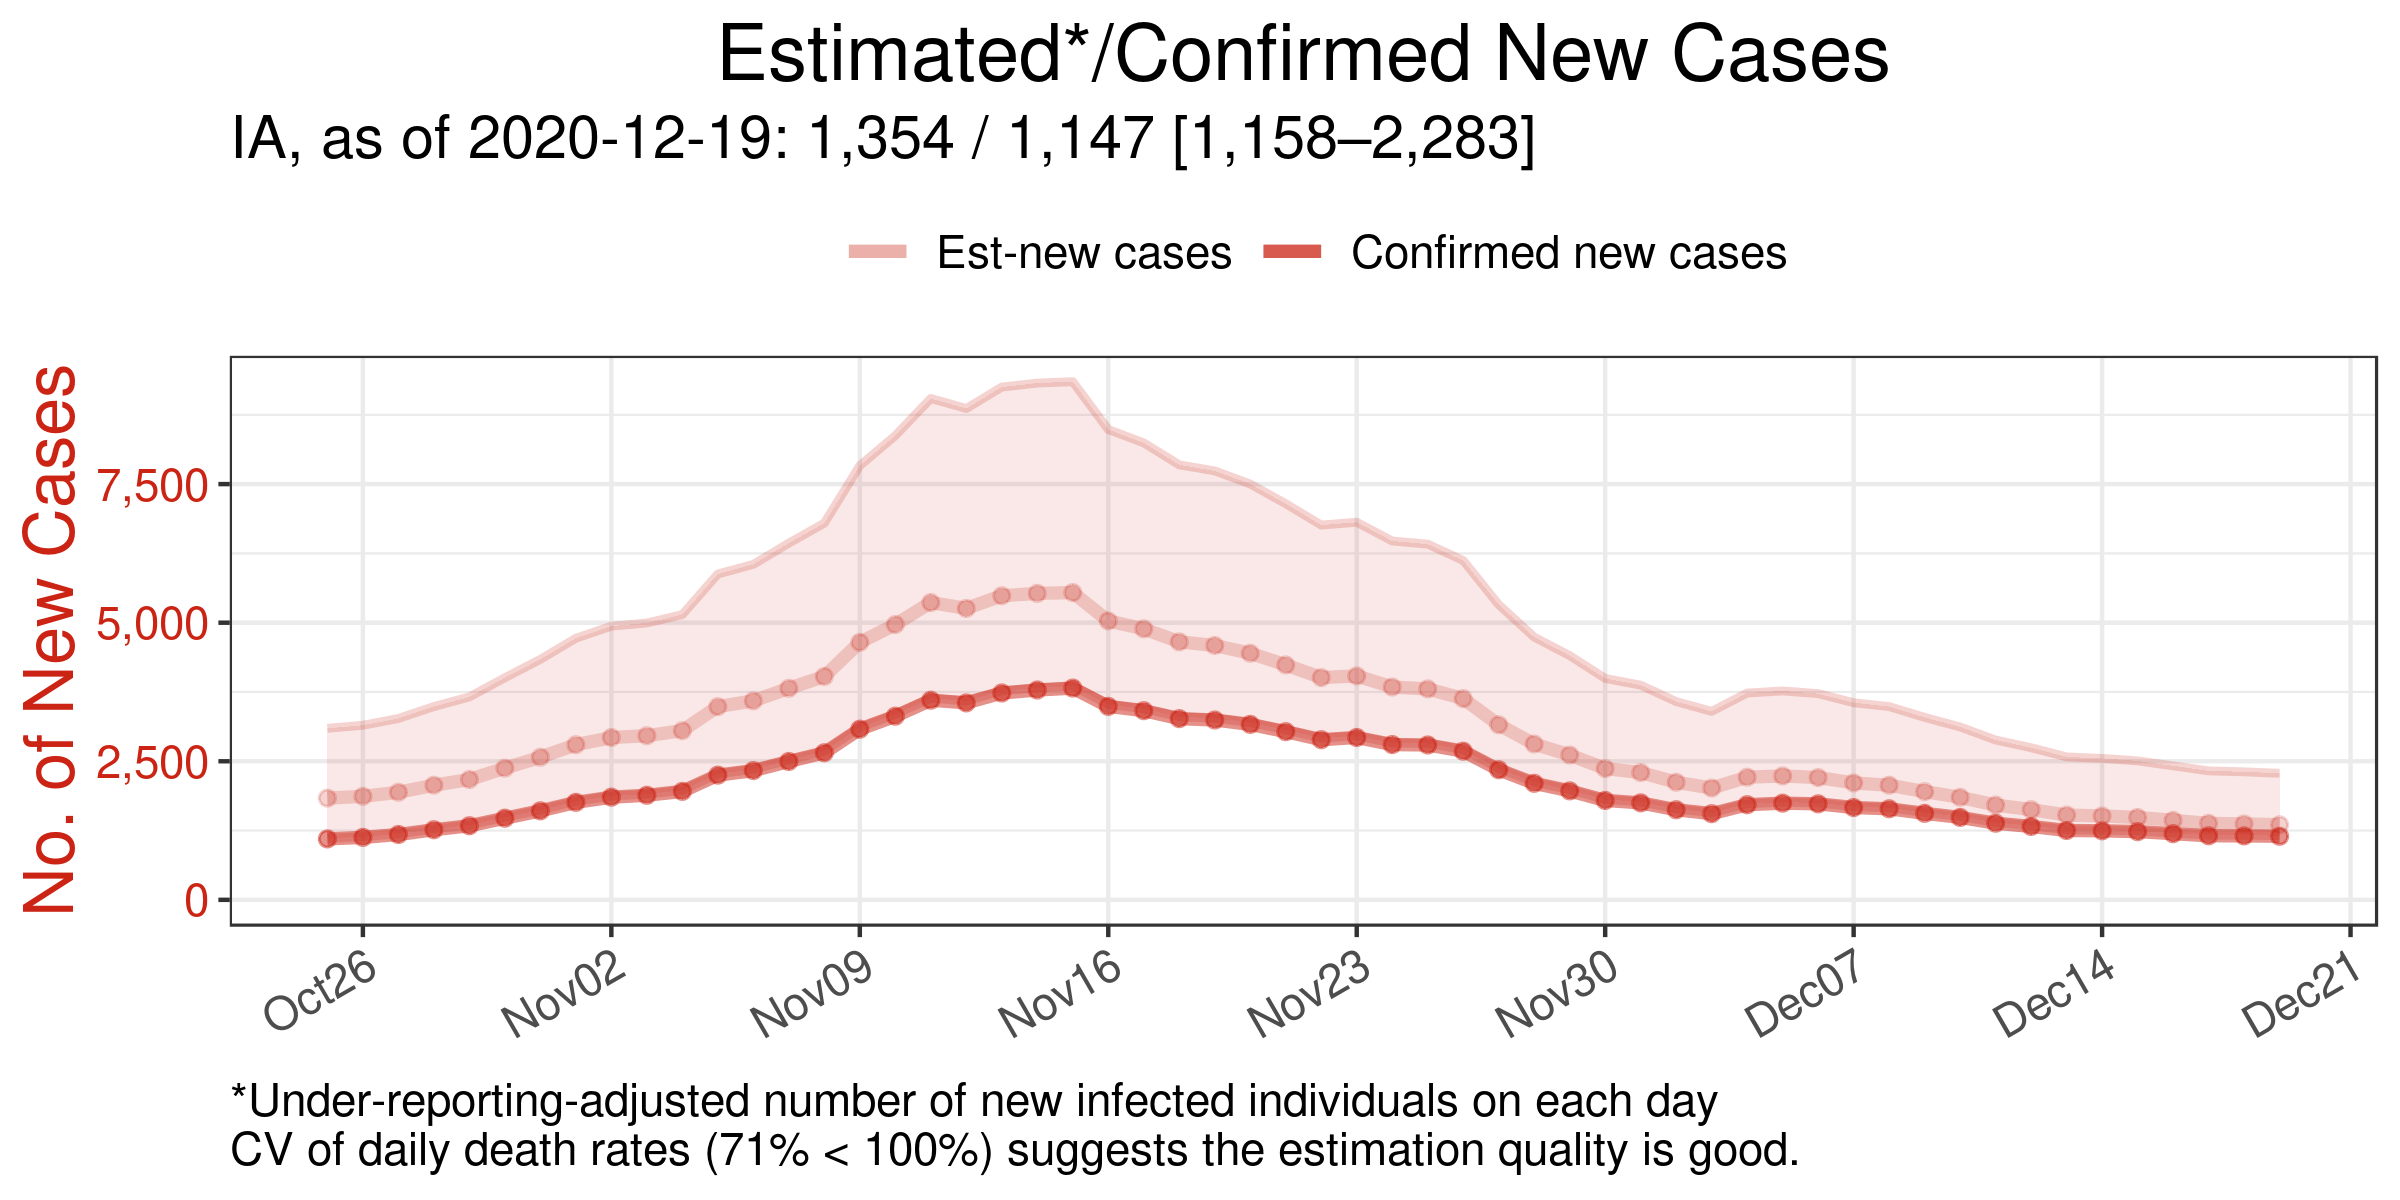 Estimated*/Confirmed New Cases
IA, as of 2020-12-19: 1,354 / 1,147 [1,158–2,283]
Est-new cases Confirmed new cases
No. of New Cases
7,500
5,000
2,500
0
Oct26 Nov02 Nov09 Nov16 Nov23 Nov30 Dec07 Dec14 Dec21
*Under-reporting-adjusted number of new infected individuals on each day
CV of daily death rates (71% < 100%) suggests the estimation quality is good.